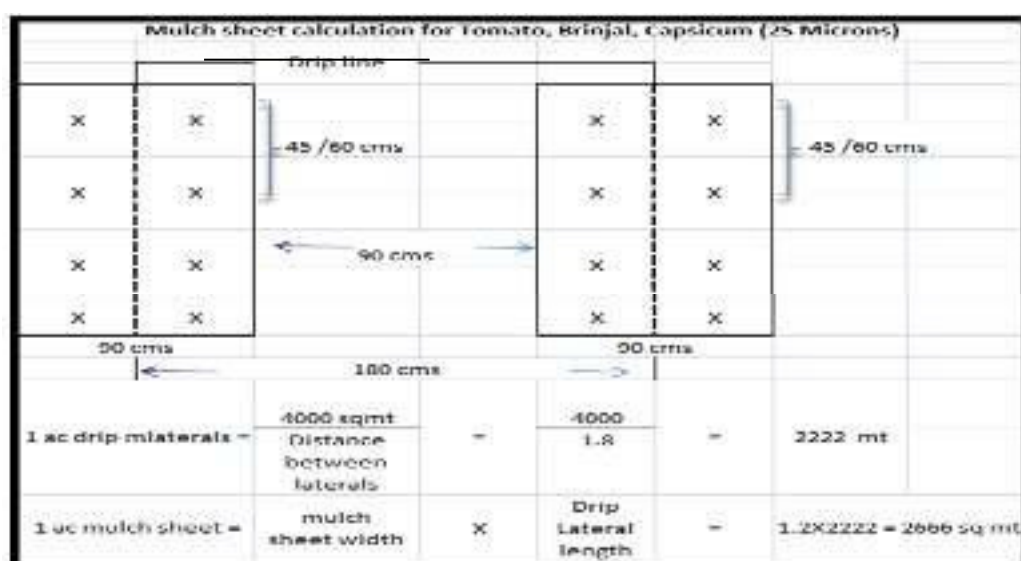 Mulch sheet calculation for Tomato, Brinjal, Capsicum (25 Microns)
Drip line
x x x x
45 /60 cms 45 /60 cms
x x x x
90 cms
x x x x
x x x x
90 cms 90 cms
180 cms
1 ac drip mlaterals = 4000 sqmt
Distance
between
laterals = 4000
1.8 = 2222 mt
1 ac mulch sheet = mulch
sheet width X Drip
Lateral
length = 1.2X2222 = 2666 sq mt